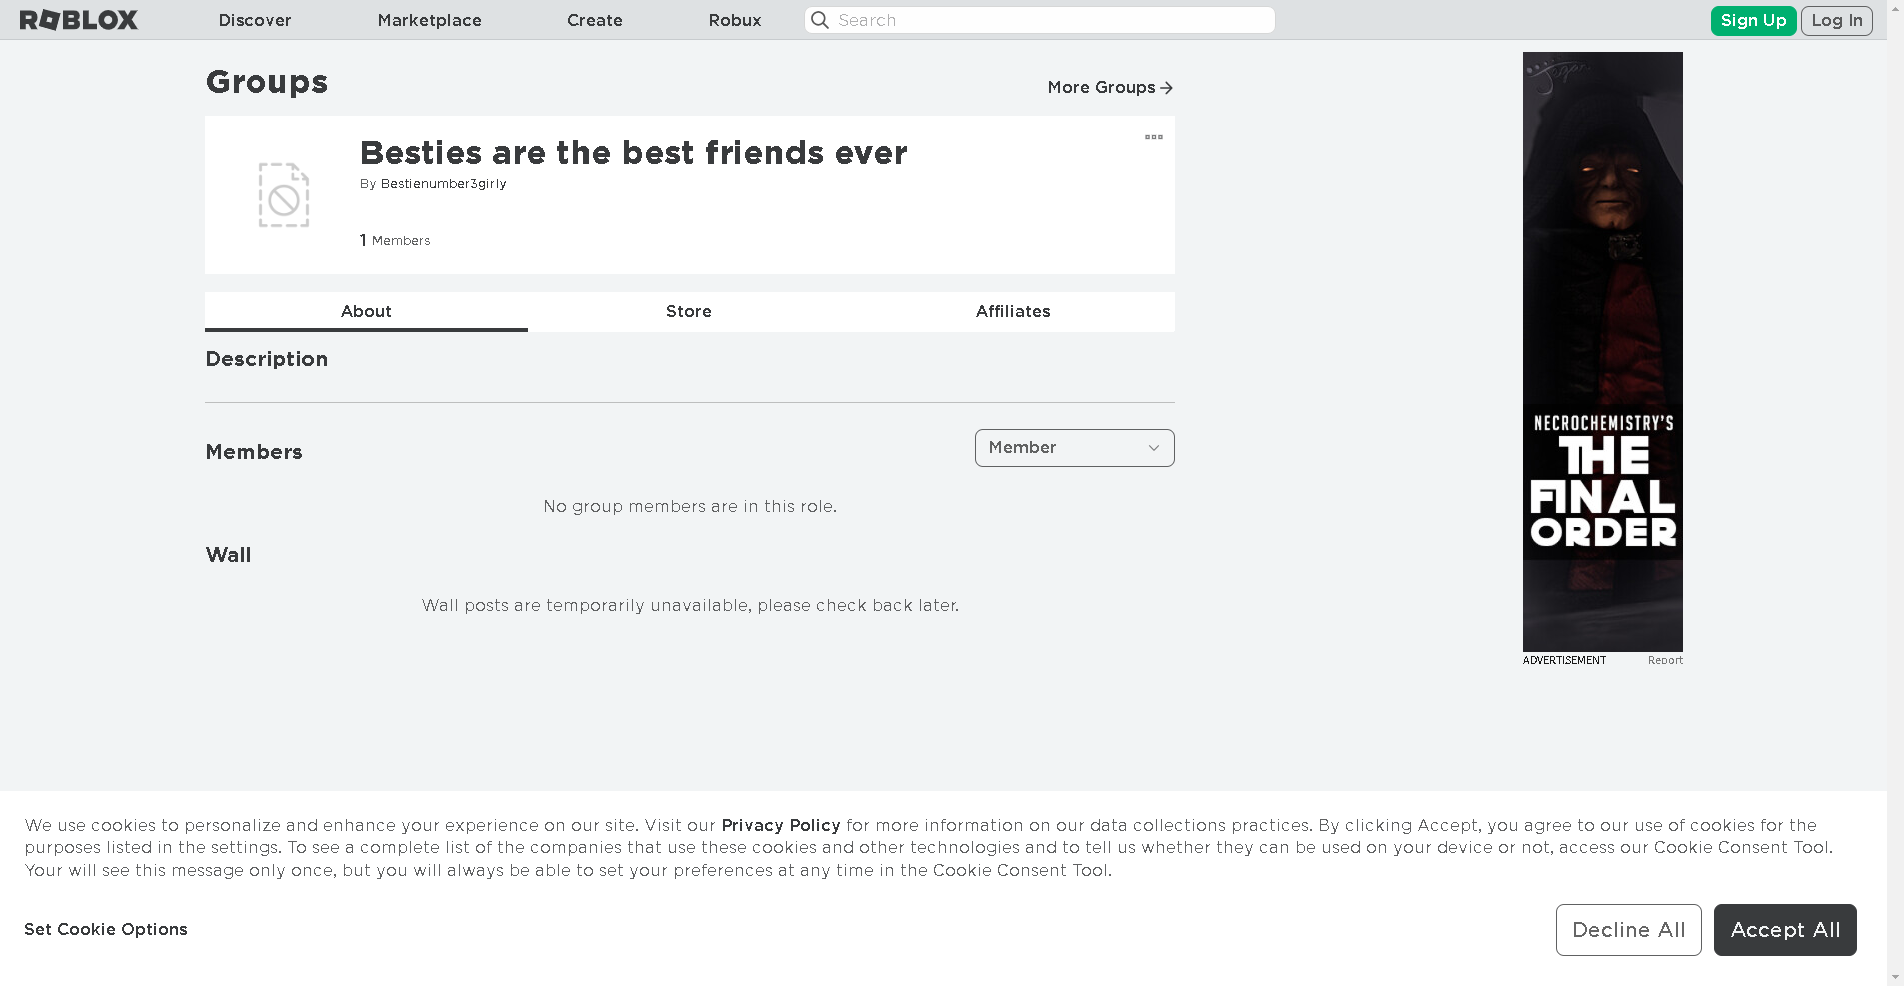 ROBLOX
Discover
Marketplace
Create
Robux
Search
Sign Up
Log In
Groups
More Groups
Besties are the best friends ever
By Bestienumber3girly
1 Members
About
Store
Affiliates
Description
Members
Member
No group members are in this role.
Wall
Wall posts are temporarily unavailable, please check back later.
NECROCHEMISTRY'S
THE
FINAL
ORDER
ADVERTISEMENT
Report
We use cookies to personalize and enhance your experience on our site. Visit our Privacy Policy for more information on our data collections practices. By clicking Accept, you agree to our use of cookies for the
purposes listed in the settings. To see a complete list of the companies that use these cookies and other technologies and to tell us whether they can be used on your device or not, access our Cookie Consent Tool.
Your will see this message only once, but you will always be able to set your preferences at any time in the Cookie Consent Tool.
Set Cookie Options
Decline All
Accept All